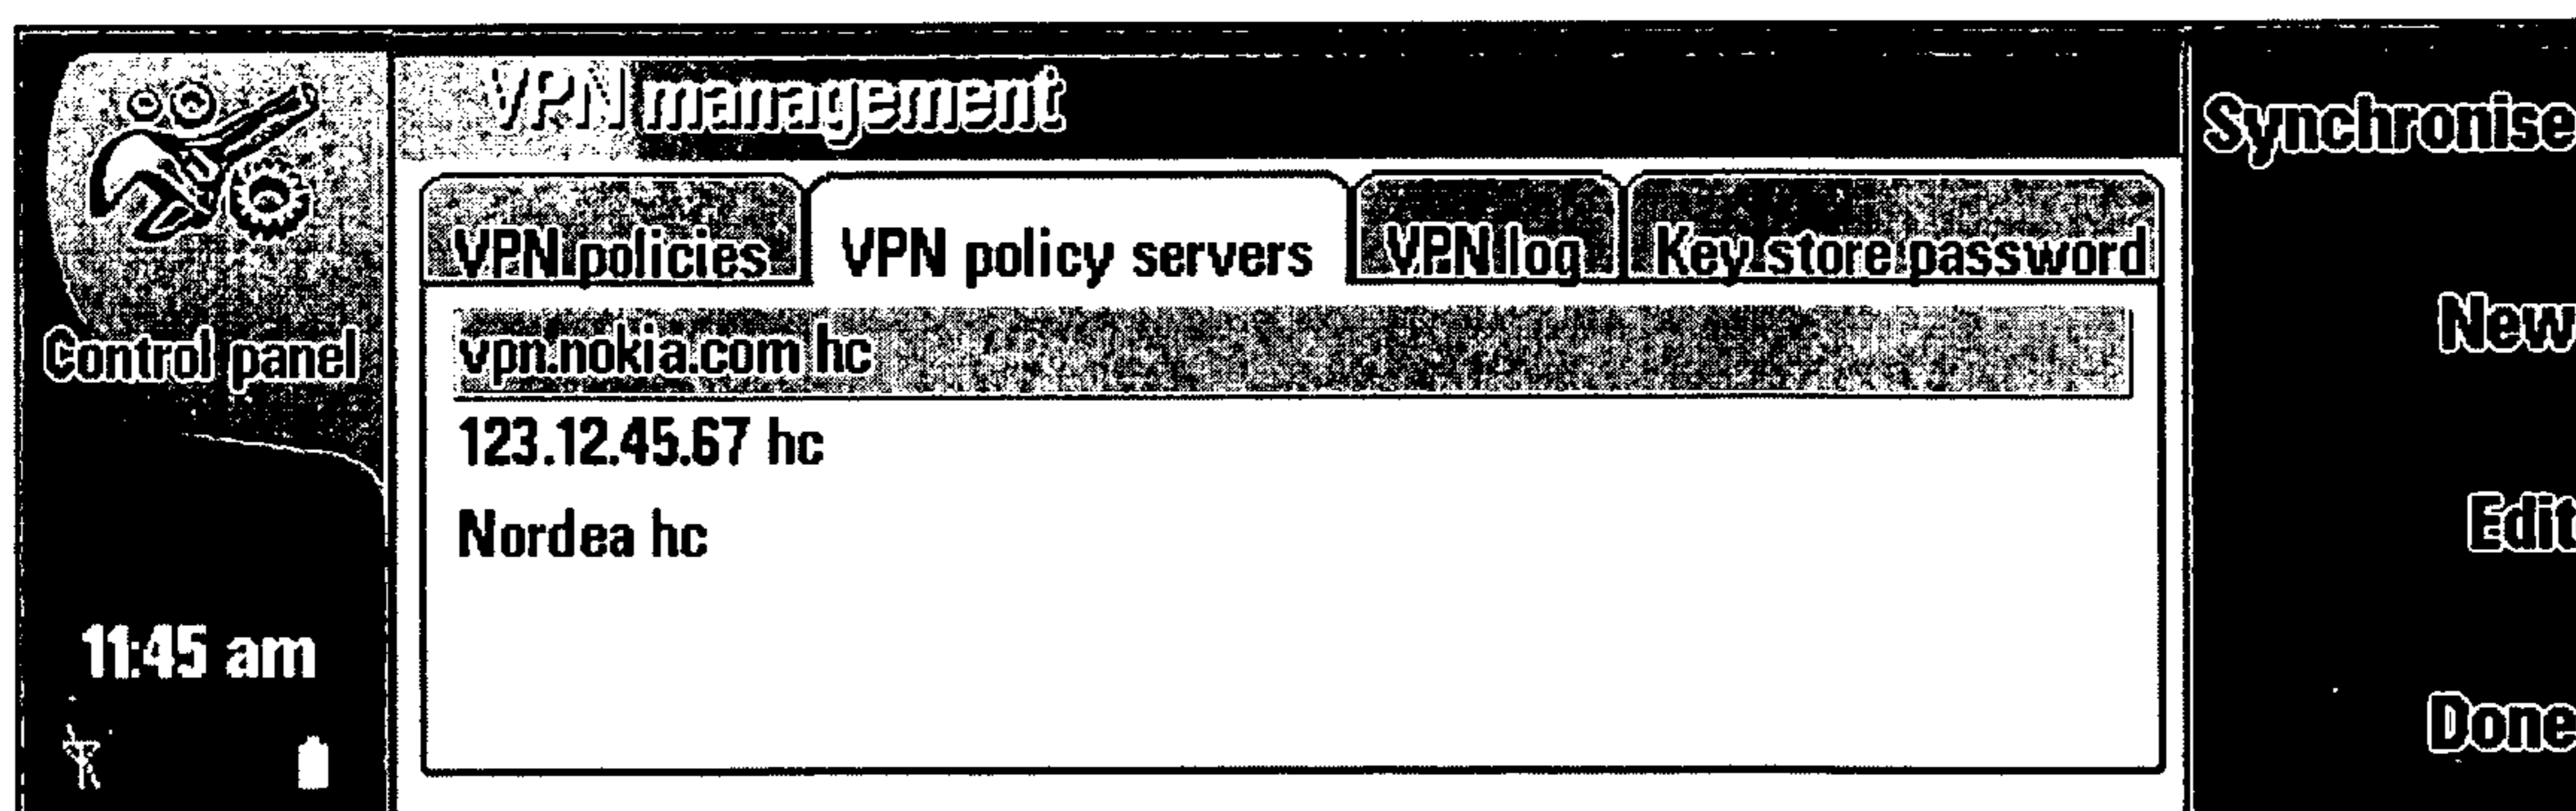 VPN management
VPN policies
VPN policy servers
VPN log
Key store password
Control panel
vpn.nokia.com hc
123.12.45.67 hc
Nordea hc
11:45 am
Synchronise
New
Edit
Done